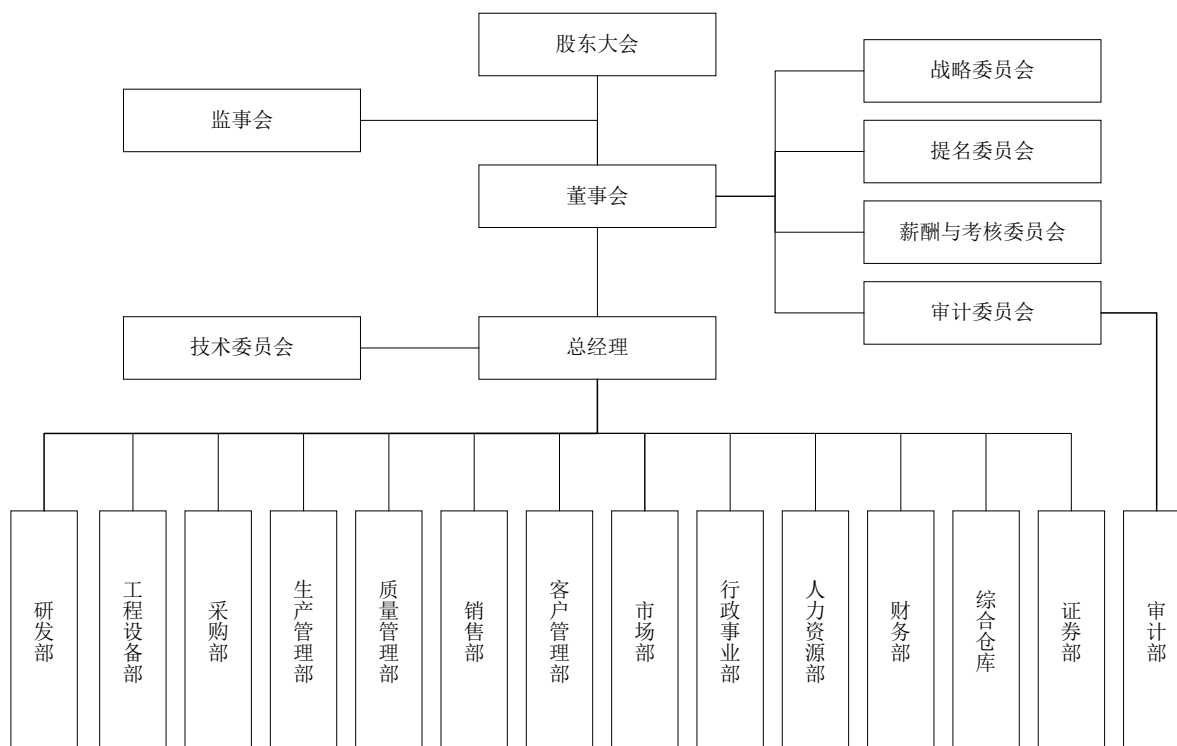 股东大会
战略委员会
监事会
提名委员会
董事会
薪酬与考核委员会
审计委员会
技术委员会
总经理
研发部
工程设备部
采购部
生产管理部
质量管理部
销售部
客户管理部
市场部
行政事业部
人力资源部
财务部
综合仓库
证券部
审计部